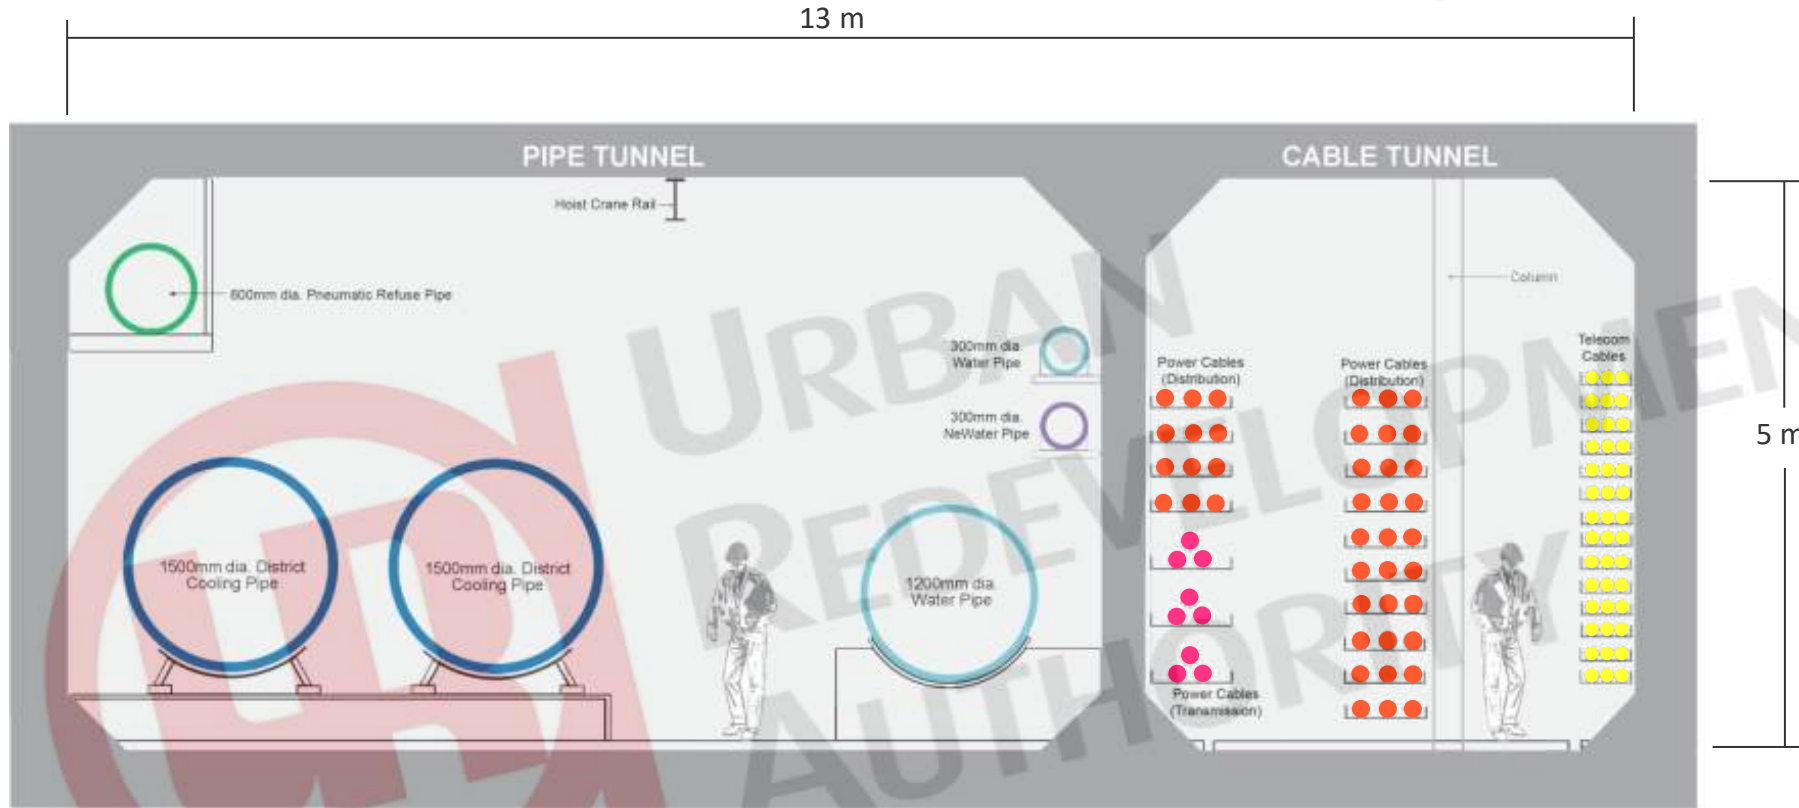 13 m
PIPE TUNNEL
CABLE TUNNEL
Hoist Crane Rail
600mm dia. Pneumatic Refuse Pipe
300mm dia
Water Pipe
300mm dia.
NeWater Pipe
1500mm dia. District
Cooling Pipe
1500mm dia. District
Cooling Pipe
1200mm dia.
Water Pipe
Column
Power Cables
(Distribution)
Power Cables
(Distribution)
Telecom
Cables
Power Cables
(Transmission)
5 m
URBAN
REDEVELOPMEN
AUTHORITY